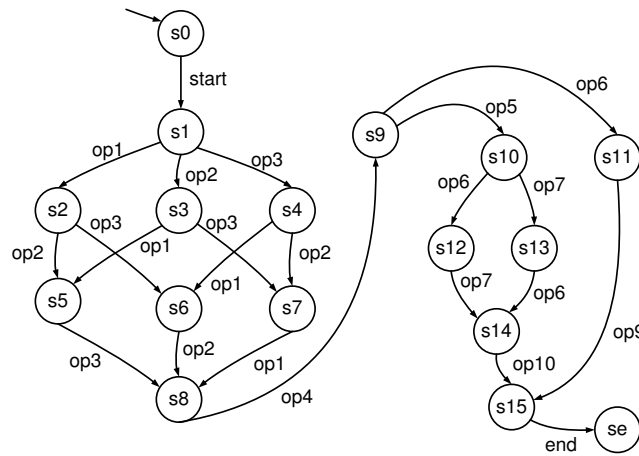 s0
start
s1
op1
op2
op3
s2
s3
s4
op2
op3
op1
op3
op1
op2
s5
s6
s7
op3
op2
op1
s8
op4
s9
op5
op6
s10
s11
op6
op7
s12
s13
op7
op6
s14
op10
op9
s15
end
se